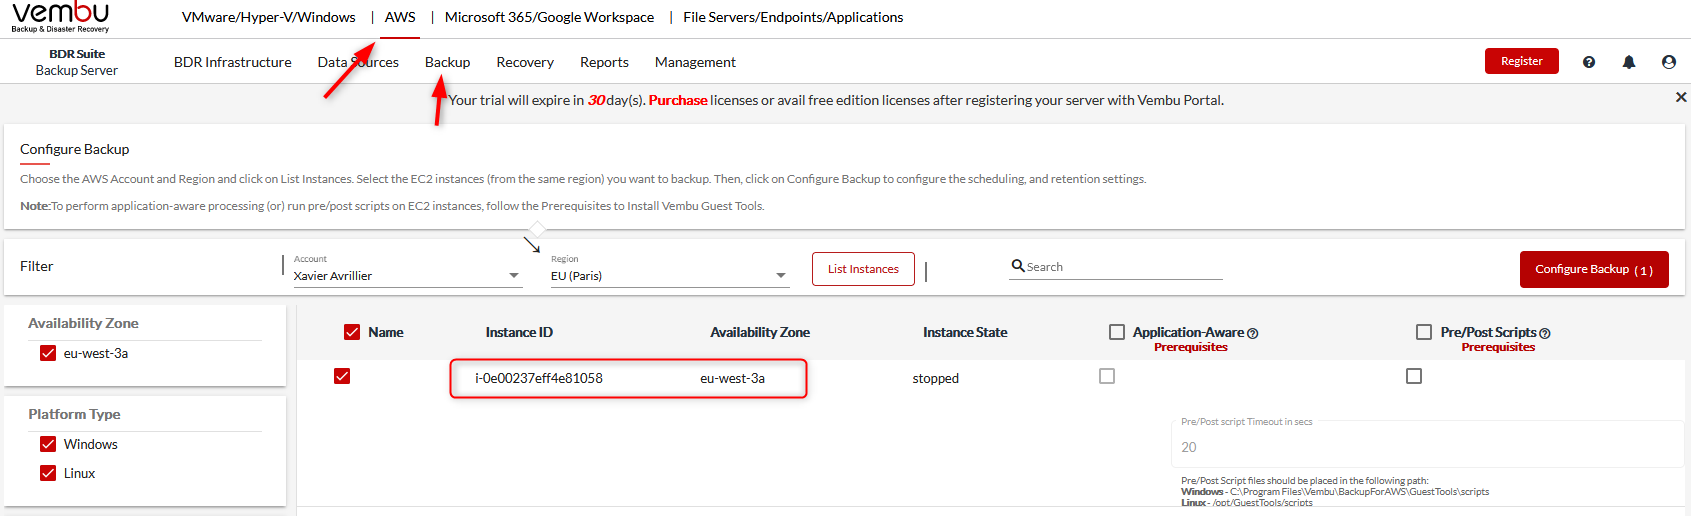 vembu
Backup & Disaster Recovery
VMware/Hyper-V/Windows | AWS | Microsoft 365/Google Workspace | File Servers/Endpoints/Applications
BDR Suite
Backup Server
BDR Infrastructure Data Sources Backup Recovery Reports Management Register
Your trial will expire in 30 day(s). Purchase licenses or avail free edition licenses after registering your server with Vembu Portal.
Configure Backup
Choose the AWS Account and Region and click on List Instances. Select the EC2 instances (from the same region) you want to backup. Then, click on Configure Backup to configure the scheduling, and retention settings.
Note:To perform application-aware processing (or) run pre/post scripts on EC2 instances, follow the Prerequisites to Install Vembu Guest Tools.
Filter
Account
Xavier Avrillier
Region
EU (Paris)
List Instances
Search
Configure Backup (1)
Availability Zone
eu-west-3a
Platform Type
Windows
Linux
Name Instance ID Availability Zone Instance State Application-Aware Pre/Post Scripts
Prerequisites Prerequisites
i-0e00237eff4e81058 eu-west-3a stopped
Pre/Post script Timeout in secs
20
Pre/Post Script files should be placed in the following path:
Windows - C:\Program Files\Vembu\BackupForAWS\GuestTools\scripts
Linux - /opt/GuestTools/scripts